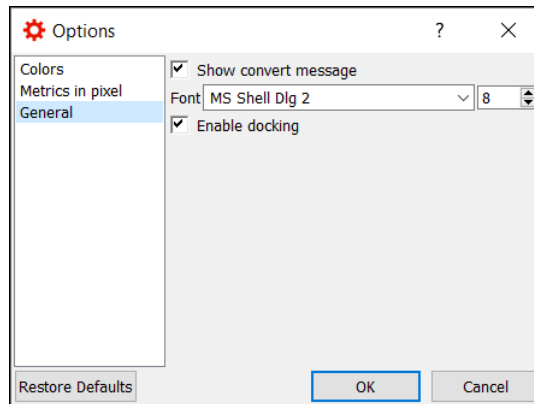 Options
Colors
Metrics in pixel
General
Show convert message
Font MS Shell Dlg 2 8
Enable docking
Restore Defaults OK Cancel